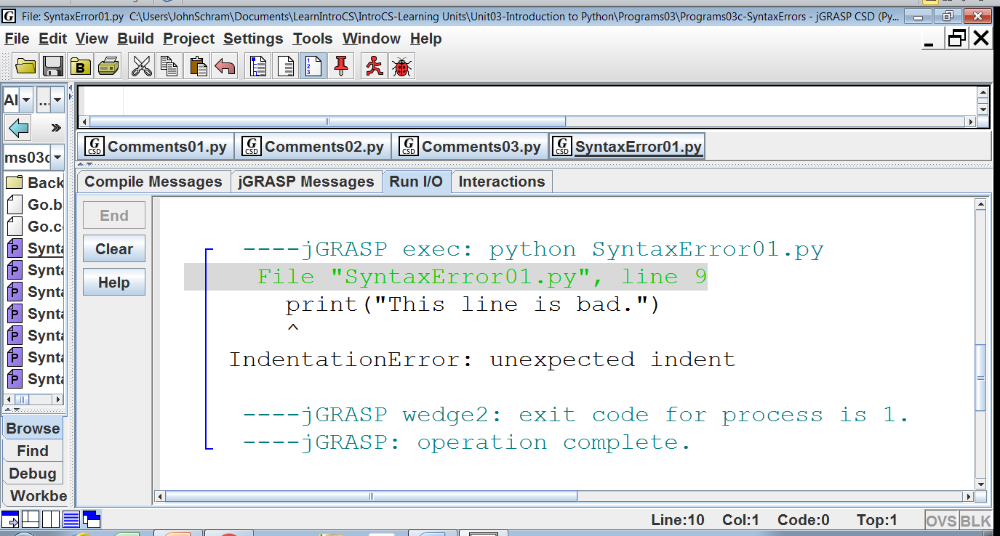 File: SyntaxError01.py C:\Users\JohnSchram\Documents\LearnIntroCS\IntroCS-Learning Units\Unit03-Introduction to Python\Programs03\Programs03c-SyntaxErrors - jGRASP CSD (Py...
File Edit View Build Project Settings Tools Window Help
B
Al ...
»
ms03c
G CSD Comments01.py G CSD Comments02.py G CSD Comments03.py G CSD SyntaxError01.py
Compile Messages jGRASP Messages Run I/O Interactions
Back
Go.b
Go.c
P Synta
P Synta
P Synta
P Synta
P Synta
P Synta
P Synta
Browse
Find
Debug
Workbe
End
Clear
Help
----jGRASP exec: python SyntaxError01.py
File "SyntaxError01.py", line 9
print("This line is bad.")
^
IndentationError: unexpected indent
----jGRASP wedge2: exit code for process is 1.
----jGRASP: operation complete.
Line:10 Col:1 Code:0 Top:1 OVS BLK